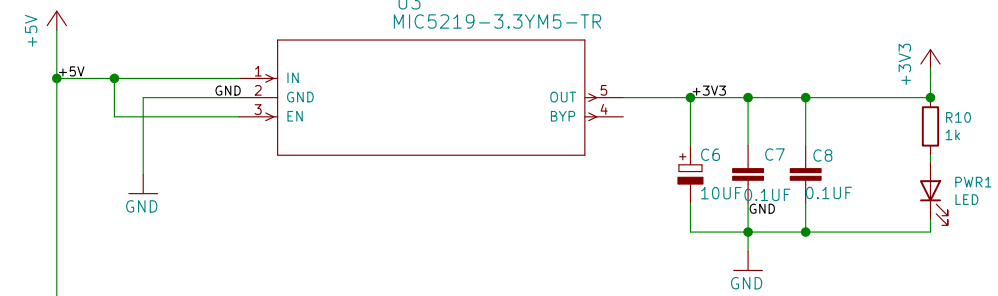 U3
MIC5219-3.3YM5-TR
+5V
+5V
1
IN
GND
2
GND
3
EN
GND
OUT
5
BYP
4
+3V3
+3V3
R10
1k
+
C6
10UF
C7
0.1UF
C8
0.1UF
GND
PWR1
LED
GND